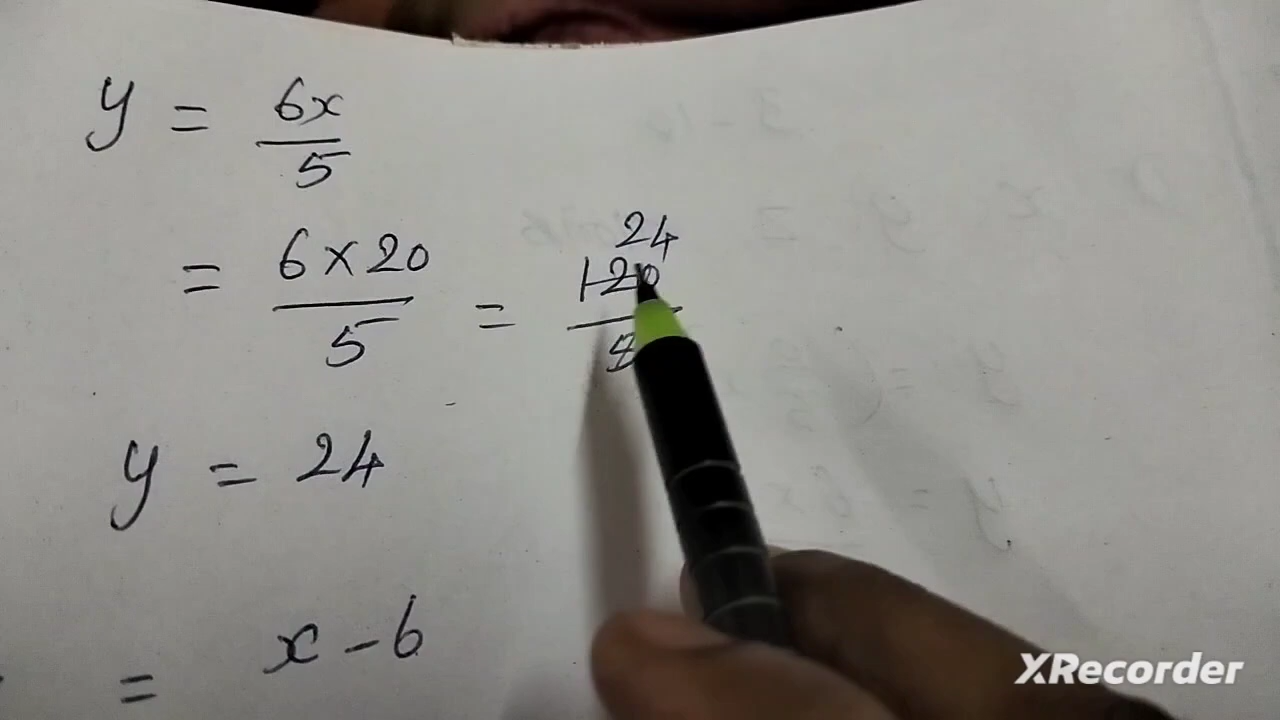 y = 6x/5
= 6 × 20/5 = 120/5 24
y = 24
= x - 6
XRecorder